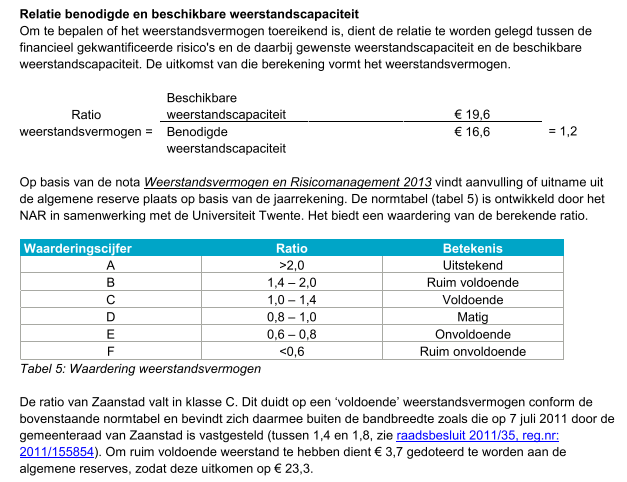 Relatie benodigde en beschikbare weerstandscapaciteit
Om te bepalen of het weerstandsvermogen toereikend is, dient de relatie te worden gelegd tussen de
financieel gekwantificeerde risico's en de daarbij gewenste weerstandscapaciteit en de beschikbare
weerstandscapaciteit. De uitkomst van die berekening vormt het weerstandsvermogen.
Beschikbare
Ratio weerstandscapaciteit € 19,6
weerstandsvermogen = Benodigde € 16,6 = 1,2
weerstandscapaciteit
Op basis van de nota Weerstandsvermogen en Risicomanagement 2013 vindt aanvulling of uitname uit
de algemene reserve plaats op basis van de jaarrekening. De normtabel (tabel 5) is ontwikkeld door het
NAR in samenwerking met de Universiteit Twente. Het biedt een waardering van de berekende ratio.
Waarderingscijfer Ratio Betekenis
A >2,0 Uitstekend
B 1,4 – 2,0 Ruim voldoende
C 1,0 – 1,4 Voldoende
D 0,8 – 1,0 Matig
E 0,6 – 0,8 Onvoldoende
F <0,6 Ruim onvoldoende
Tabel 5: Waardering weerstandsvermogen
De ratio van Zaanstad valt in klasse C. Dit duidt op een ‘voldoende’ weerstandsvermogen conform de
bovenstaande normtabel en bevindt zich daarmee buiten de bandbreedte zoals die op 7 juli 2011 door de
gemeenteraad van Zaanstad is vastgesteld (tussen 1,4 en 1,8, zie raadsbesluit 2011/35, reg.nr:
2011/155854). Om ruim voldoende weerstand te hebben dient € 3,7 gedoteerd te worden aan de
algemene reserves, zodat deze uitkomen op € 23,3.